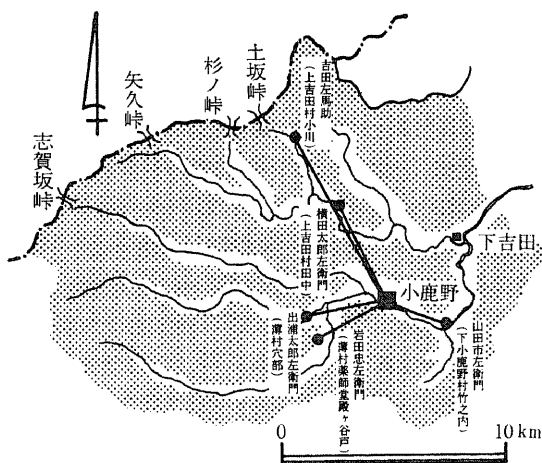 土坂峠
杉ノ峠
矢久峠
志賀坂峠
吉田左馬助
(上吉田村小川)
横田太郎左衛門
(上吉田村田中)
下吉田
小鹿野
出浦太郎左衛門
(薄村穴部)
岩田忠左衛門
(薄村薬師堂殿ヶ谷戸)
山田市左衛門
(下小鹿野村竹之内)
0
10km